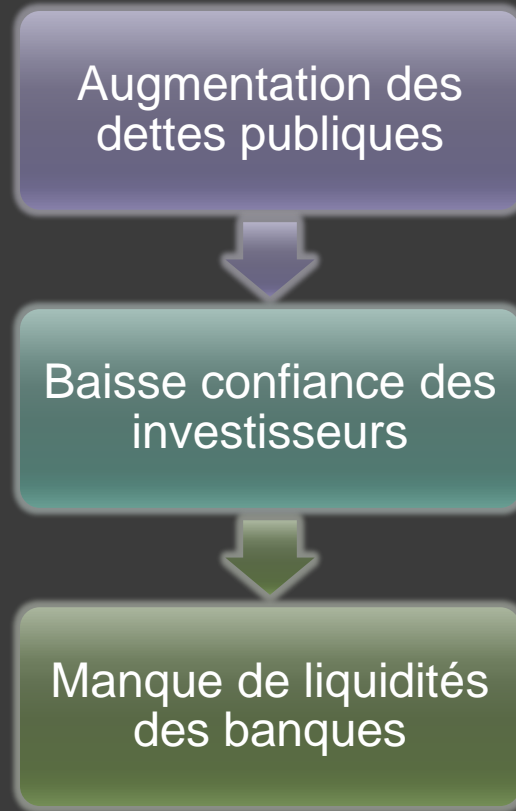 Augmentation des
dettes publiques
Baisse confiance des
investisseurs
Manque de liquidités
des banques